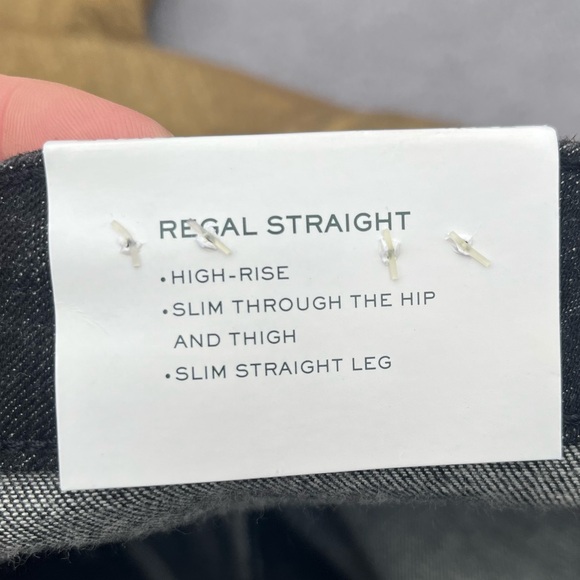 REGAL STRAIGHT
•HIGH-RISE
•SLIM THROUGH THE HIP
AND THIGH
•SLIM STRAIGHT LEG